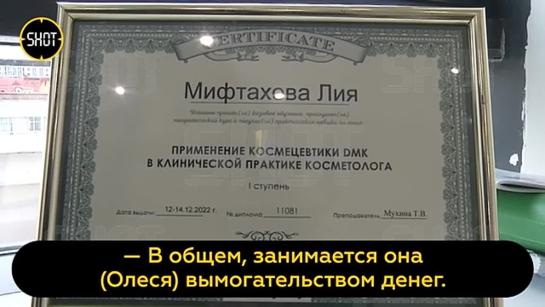 SHOT
CERTIFICATE
Мифтахова Лия
ПРИМЕНЕНИЕ КОСМЕЦЕВТИКИ DMK
В КЛИНИЧЕСКОЙ ПРАКТИКЕ КОСМЕТОЛОГА
I ступень
Дата выдачи: 12-14.12.2022 г. № диплома 11081 Преподаватель Мухина Т.В.
— В общем, занимается она
(Олеся) вымогательством денег.